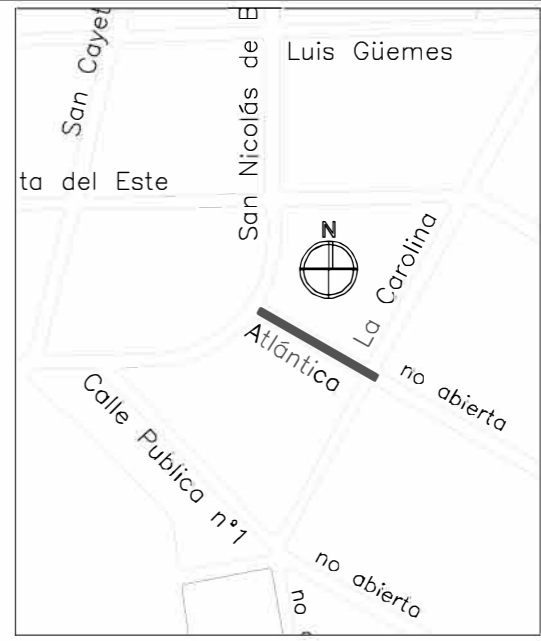 San Cayet
San Nicolás de B
Luis Güemes
ta del Este
N
La Carolina
Atlántica
no abierta
Calle Publica n°1
no abierta
no